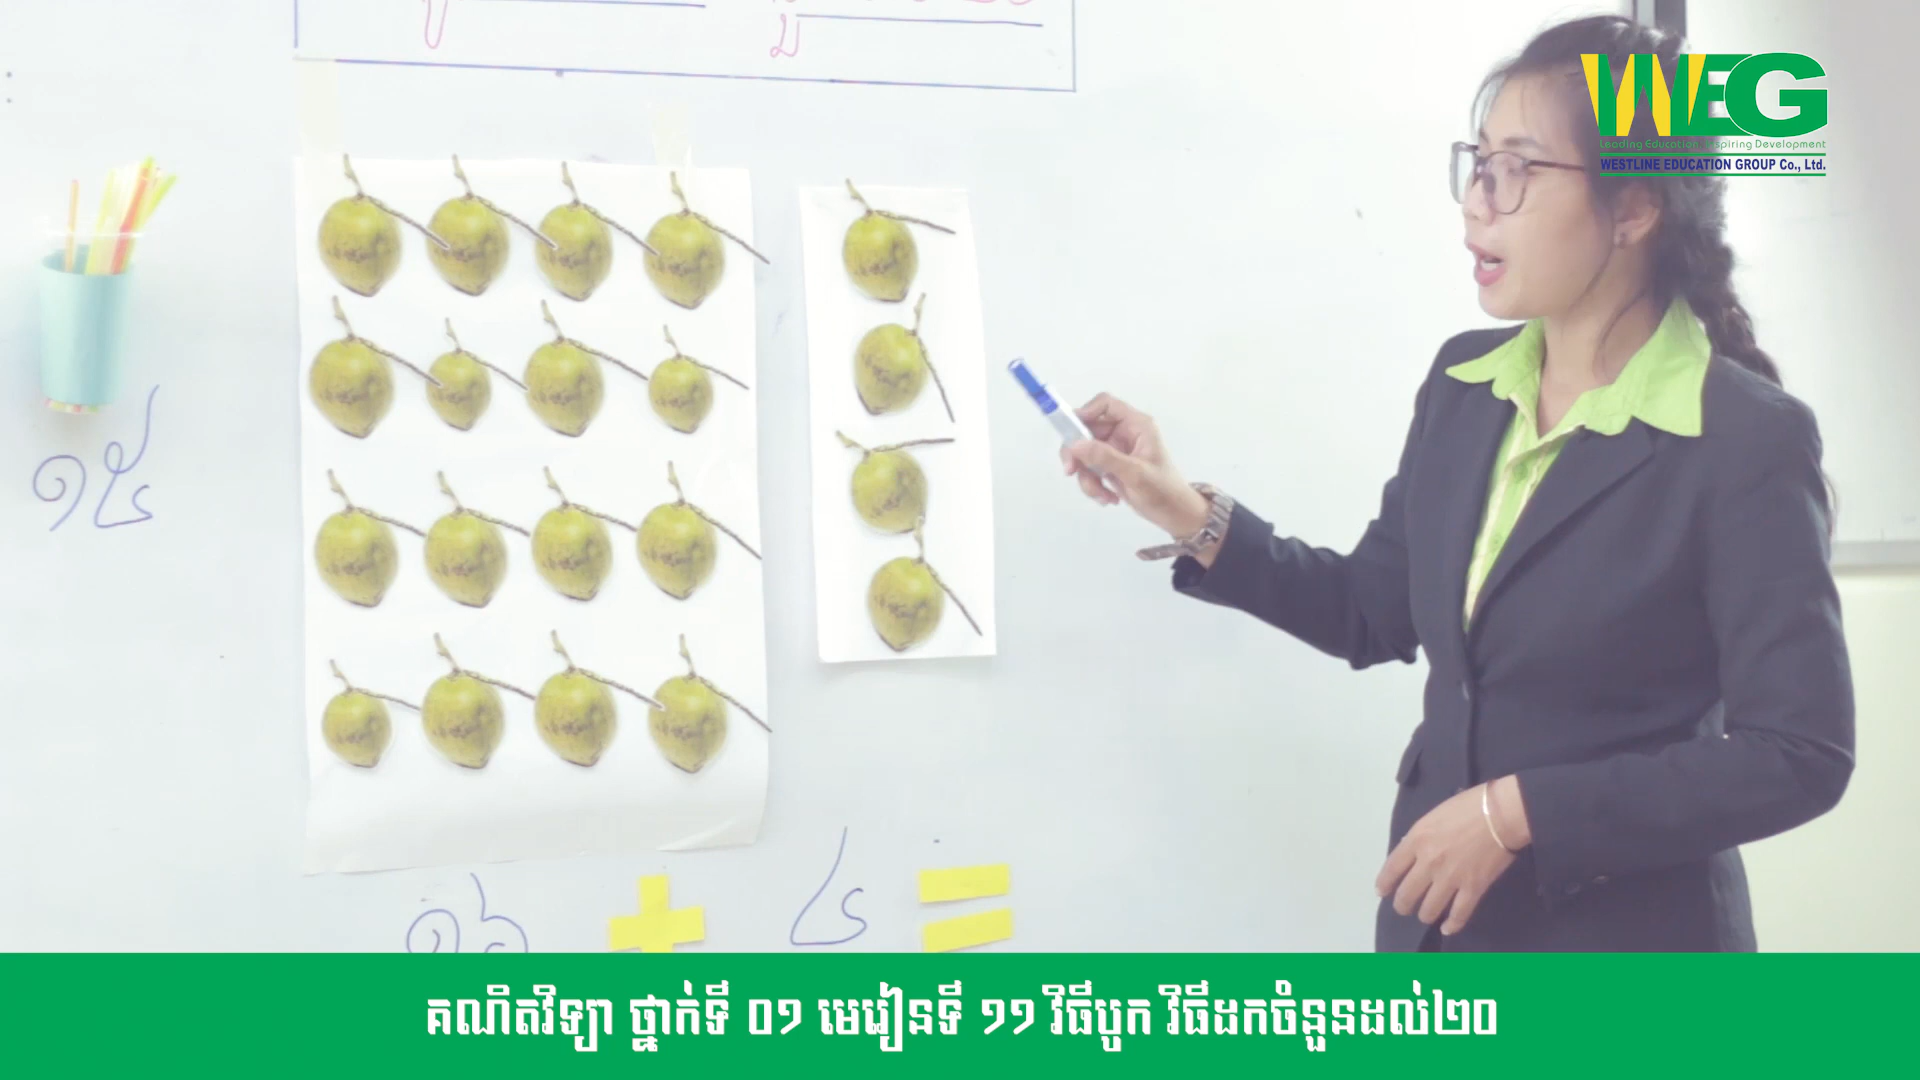 WEG
Leading Education, Inspiring Development
WESTLINE EDUCATION GROUP Co., Ltd.
១៥
១៦ + ៤ =
គណិតវិទ្យា ថ្នាក់ទី ០១ មេរៀនទី ១១ វិធីបូក វិធីដកចំនួនដល់២០